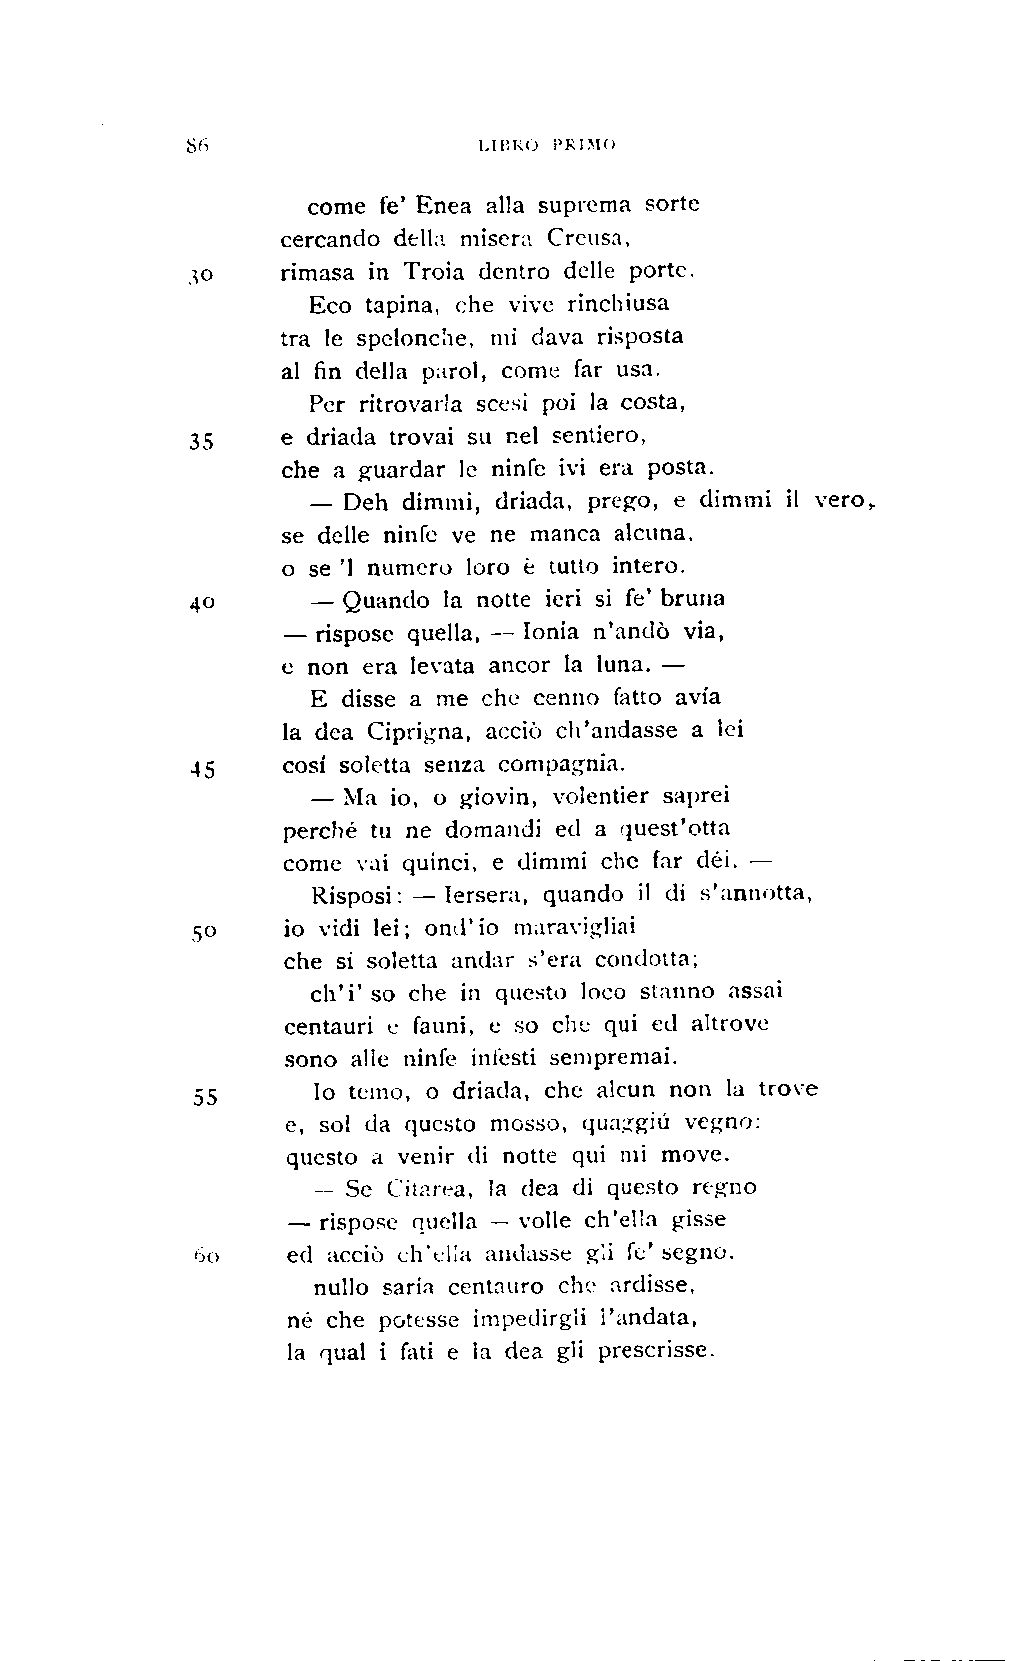 86 LIBRO PRIMO
come fe' Enea alla suprema sorte
cercando della misera Creusa,
30 rimasa in Troia dentro delle porte.
Eco tapina, che vive rinchiusa
tra le spelonche, mi dava risposta
al fin della parol, come far usa.
Per ritrovarla scesi poi la costa,
35 e driada trovai su nel sentiero,
che a guardar le ninfe ivi era posta.
— Deh dimmi, driada, prego, e dimmi il vero,
se delle ninfe ve ne manca alcuna,
o se 'l numero loro è tutto intero.
40 — Quando la notte ieri si fe' bruna
— rispose quella, — Ionia n'andò via,
e non era levata ancor la luna. —
E disse a me che cenno fatto avía
la dea Ciprigna, acciò ch'andasse a lei
45 cosí soletta senza compagnia.
— Ma io, o giovin, volentier saprei
perché tu ne domandi ed a quest'otta
come vai quinci, e dimmi che far déi. —
Risposi: — Iersera, quando il di s'annotta,
50 io vidi lei; ond'io maravigliai
che si soletta andar s'era condotta;
ch'i' so che in questo loco stanno assai
centauri e fauni, e so che qui ed altrove
sono alle ninfe infesti sempremai.
55 Io temo, o driada, che alcun non la trove
e, sol da questo mosso, quaggiú vegno:
questo a venir di notte qui mi move.
— Se Citarea, la dea di questo regno
— rispose quella — volle ch'ella gisse
60 ed acciò ch'ella andasse gli fe' segno.
nullo saria centauro che ardisse,
né che potesse impedirgli l'andata,
la qual i fati e la dea gli prescrisse.